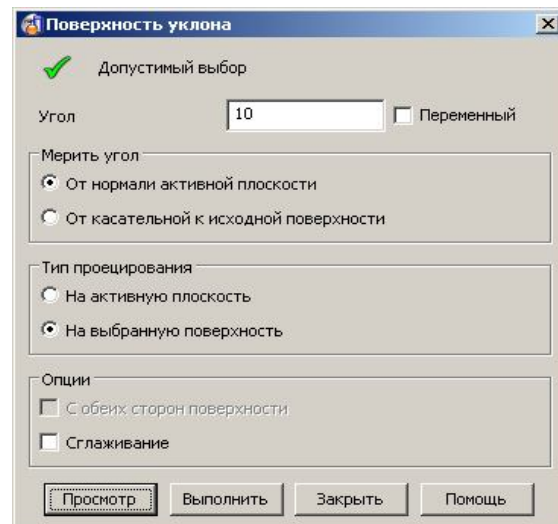 Поверхность уклона
Допустимый выбор
Угол 10 Переменный
Мерить угол
От нормали активной плоскости
От касательной к исходной поверхности
Тип проецирования
На активную плоскость
На выбранную поверхность
Опции
С обеих сторон поверхности
Сглаживание
Просмотр Выполнить Закрыть Помощь